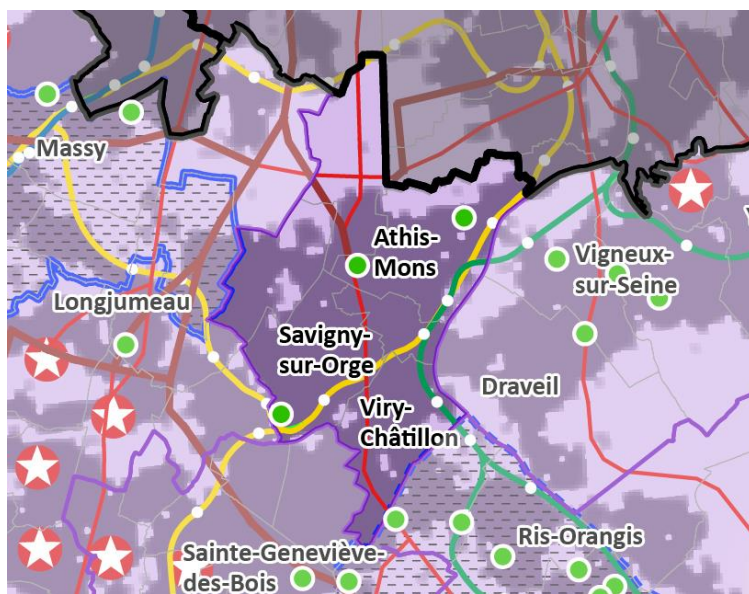 Massy
Athis-
Mons
Vigneux-
sur-Seine
Longjumeau
Savigny-
sur-Orge
Draveil
Viry-
Châtillon
Ris-Orangis
Sainte-Geneviève-
des-Bois